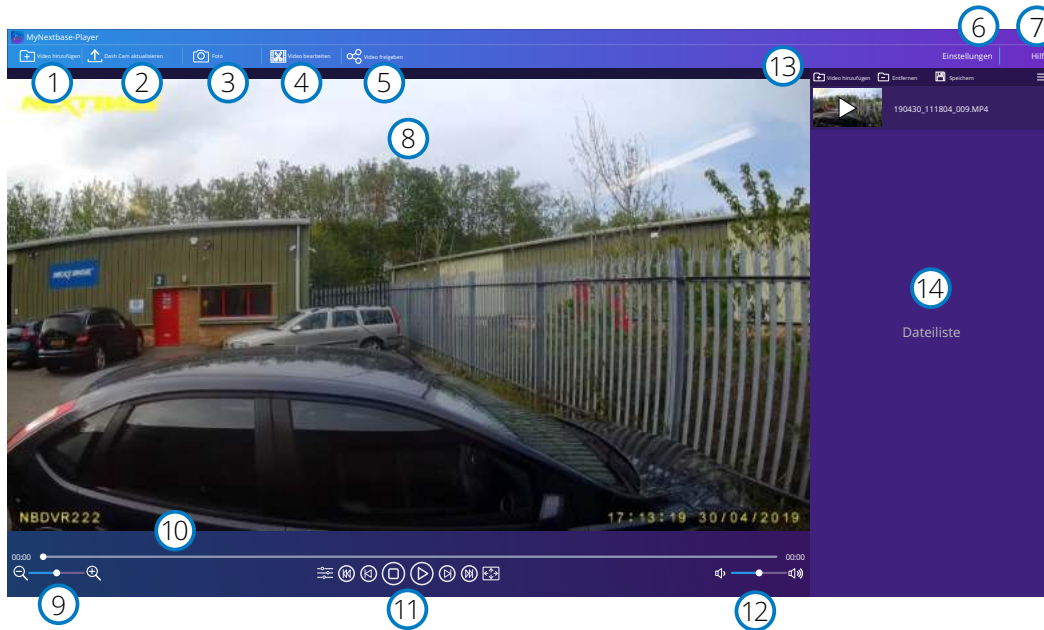 6
7
MyNextbase-Player
Video hinzufügen
Dash Cam aktualisieren
Foto
Video bearbeiten
Video freigeben
Einstellungen
Hilf
1
2
3
4
5
13
Video hinzufügen
Entfernen
Speichern
NEXTBASE
190430_111804_009.MP4
8
NEXTBASE
2
14
Dateiliste
NBDVR222
17:13:19 30/04/2019
10
00:00
00:00
9
11
12